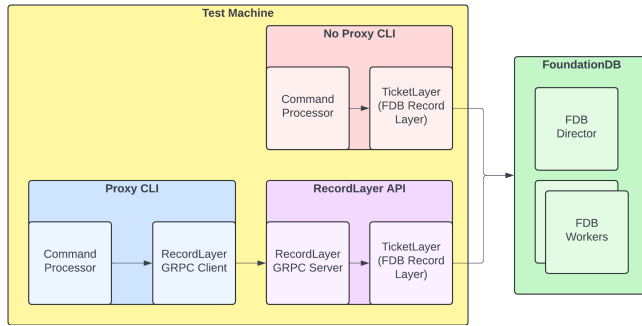 Test Machine
No Proxy CLI
Command
Processor
TicketLayer
(FDB Record
Layer)
FoundationDB
FDB
Director
FDB
Workers
Proxy CLI
Command
Processor
RecordLayer
GRPC Client
RecordLayer API
RecordLayer
GRPC Server
TicketLayer
(FDB Record
Layer)